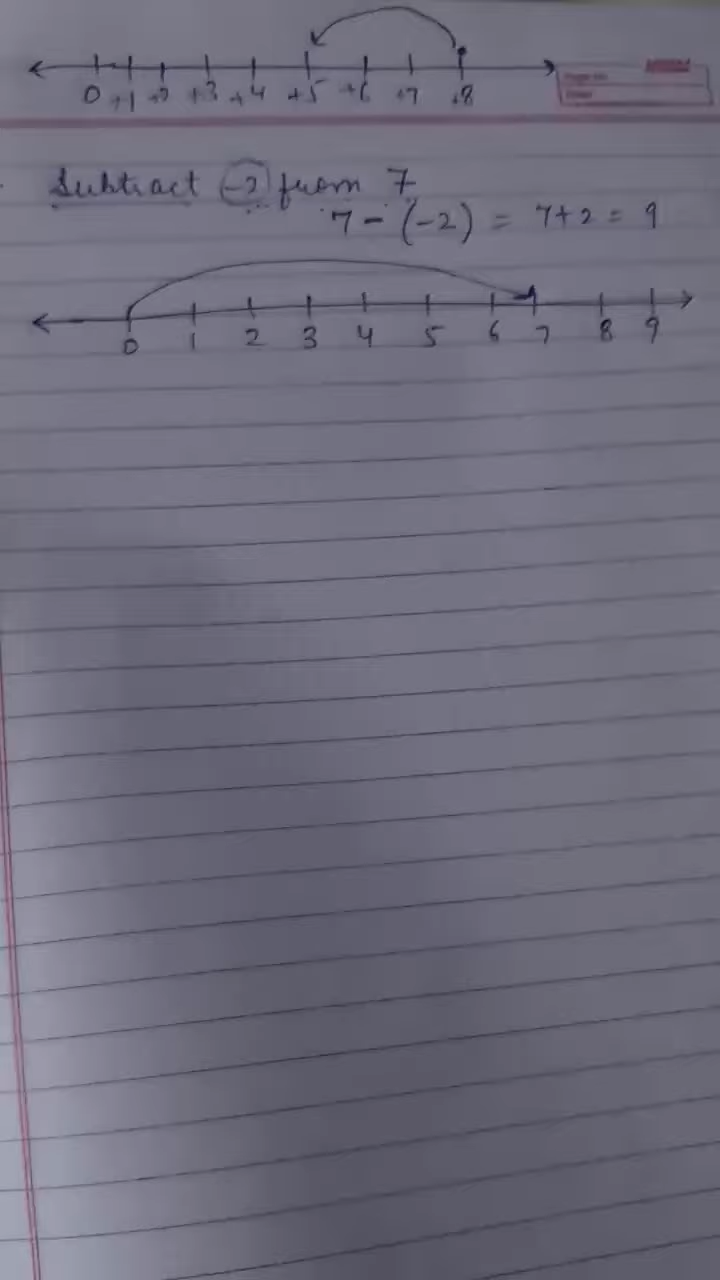 0 +1 +2 +3 +4 +5 +6 +7 +8
Subtract (-2) from 7
7 - (-2) = 7+2 = 9
0 1 2 3 4 5 6 7 8 9